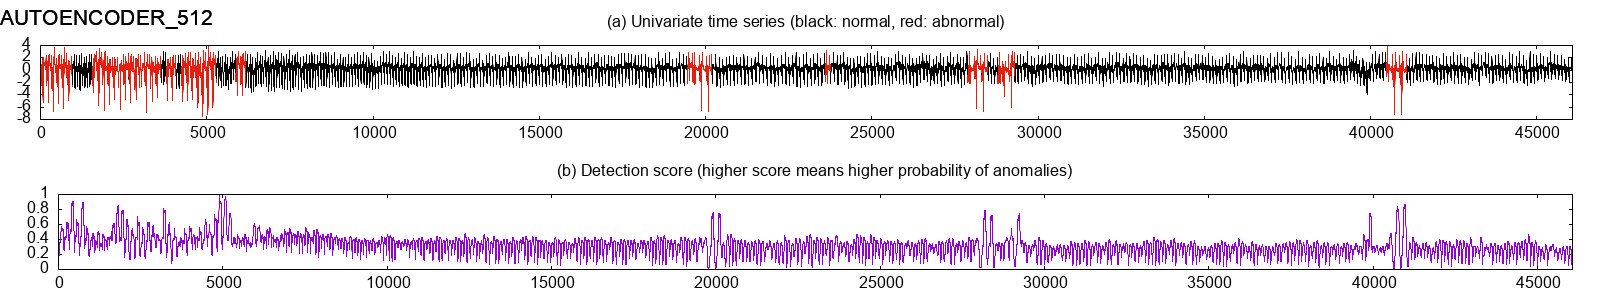 AUTOENCODER_512
(a) Univariate time series (black: normal, red: abnormal)
4
2
0
-2
-4
-6
-8
0 5000 10000 15000 20000 25000 30000 35000 40000 45000
(b) Detection score (higher score means higher probability of anomalies)
1
0.8
0.6
0.4
0.2
0
0 5000 10000 15000 20000 25000 30000 35000 40000 45000